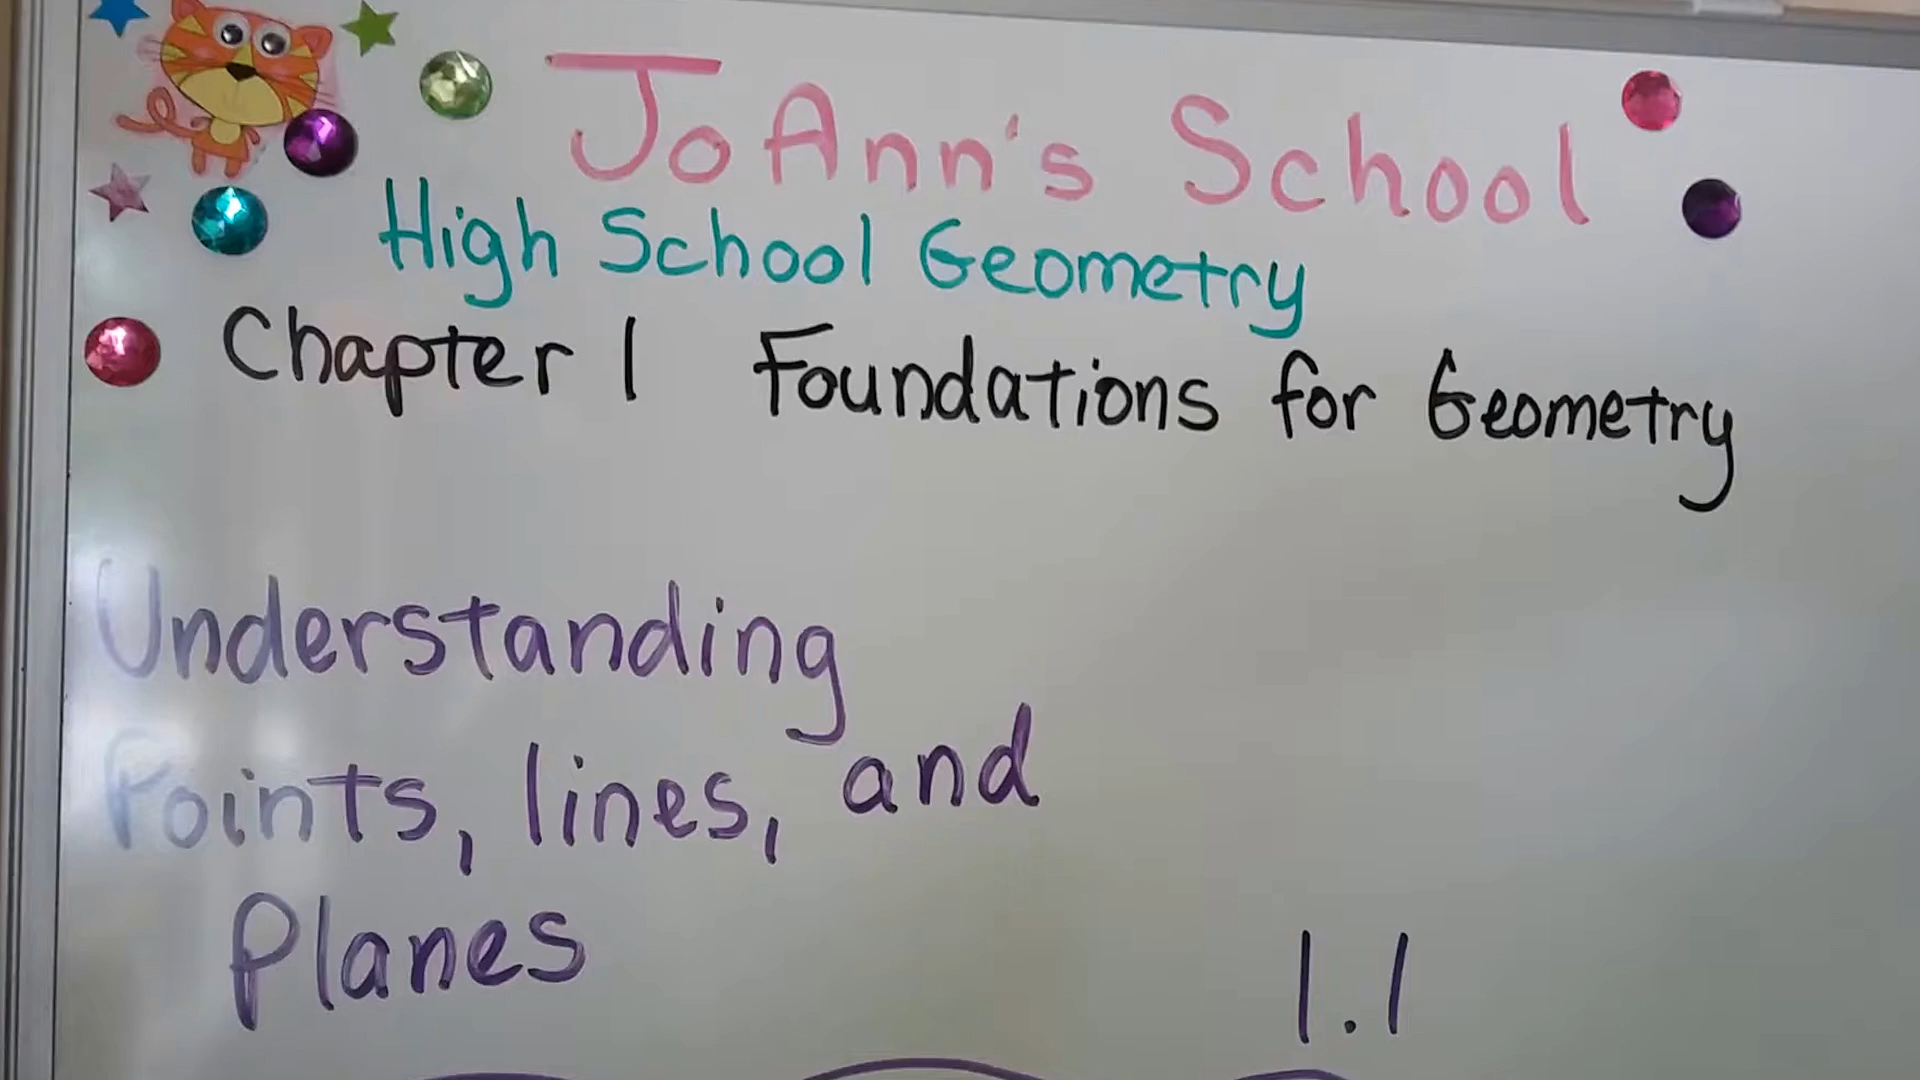 JoAnn's School
High School Geometry
Chapter 1 Foundations for Geometry
Understanding
Points, lines, and
Planes
1.1